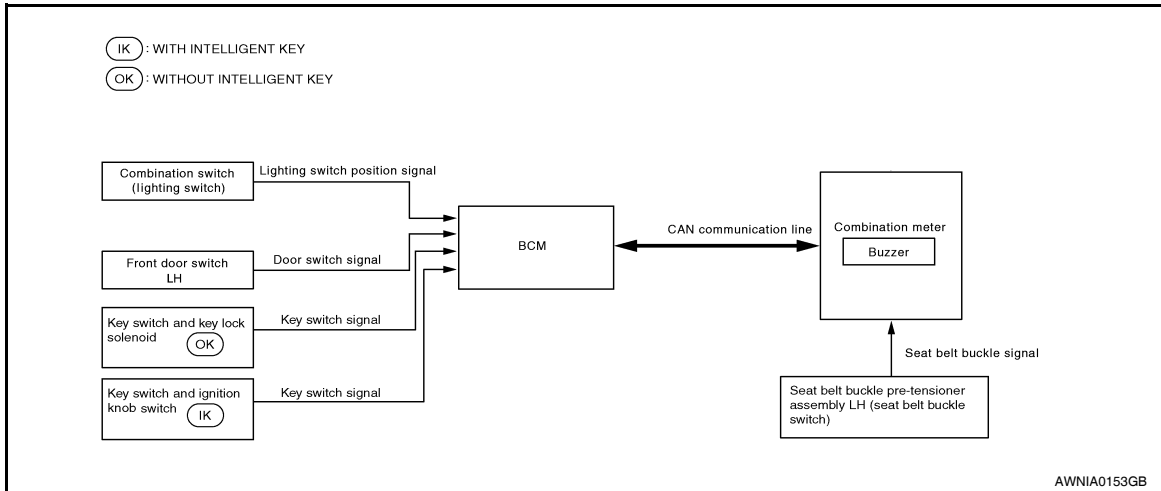 IK : WITH INTELLIGENT KEY
OK : WITHOUT INTELLIGENT KEY
Combination switch
(lighting switch)
Lighting switch position signal
Front door switch
LH
Door switch signal
Key switch and key lock
solenoid
OK
Key switch signal
Key switch and ignition
knob switch
IK
Key switch signal
BCM
CAN communication line
Combination meter
Buzzer
Seat belt buckle signal
Seat belt buckle pre-tensioner
assembly LH (seat belt buckle
switch)
AWNIA0153GB